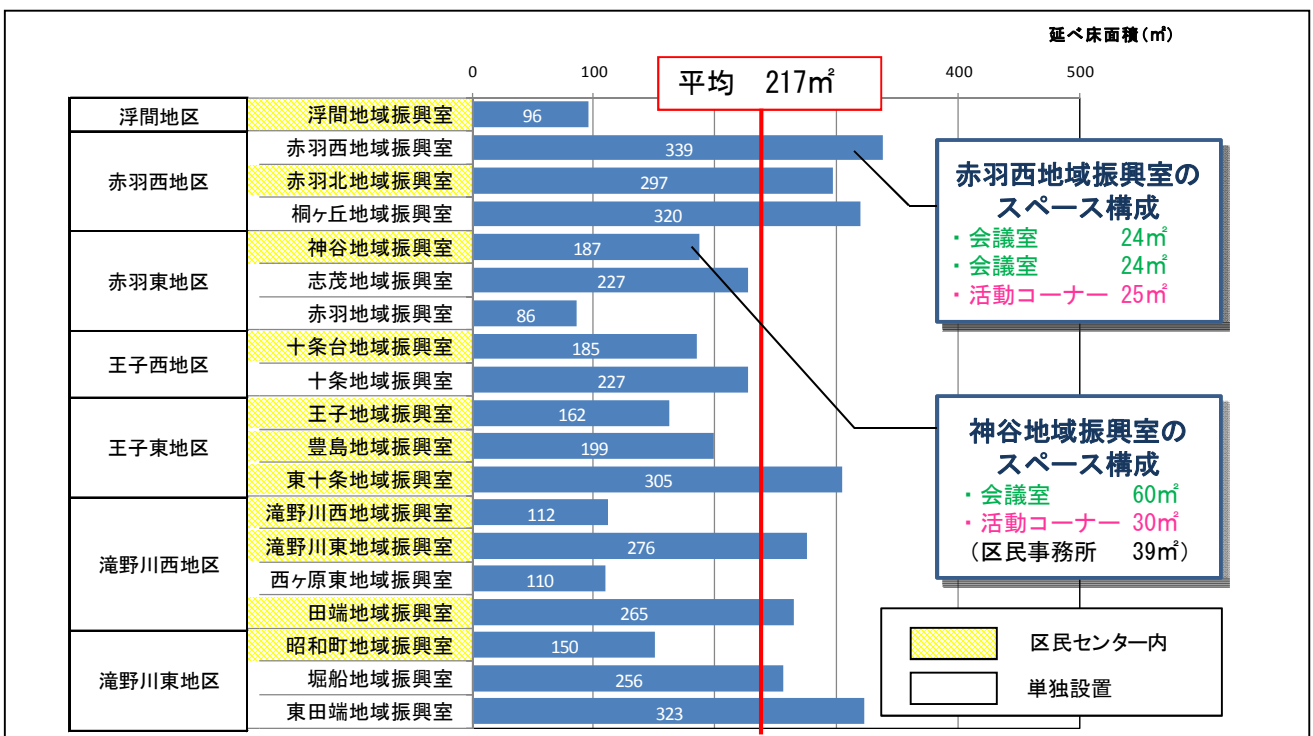 延べ床面積(㎡)
0 100 400 500
平均 217㎡
浮間地区
浮間地域振興室 96
赤羽西地区
赤羽西地域振興室 339
赤羽北地域振興室 297
桐ヶ丘地域振興室 320
赤羽東地区
神谷地域振興室 187
志茂地域振興室 227
赤羽地域振興室 86
王子西地区
十条台地域振興室 185
十条地域振興室 227
王子東地区
王子地域振興室 162
豊島地域振興室 199
東十条地域振興室 305
滝野川西地区
滝野川西地域振興室 112
滝野川東地域振興室 276
西ヶ原東地域振興室 110
田端地域振興室 265
滝野川東地区
昭和町地域振興室 150
堀船地域振興室 256
東田端地域振興室 323
赤羽西地域振興室の
スペース構成
・会議室 24㎡
・会議室 24㎡
・活動コーナー 25㎡
神谷地域振興室の
スペース構成
・会議室 60㎡
・活動コーナー 30㎡
(区民事務所 39㎡)
区民センター内
単独設置